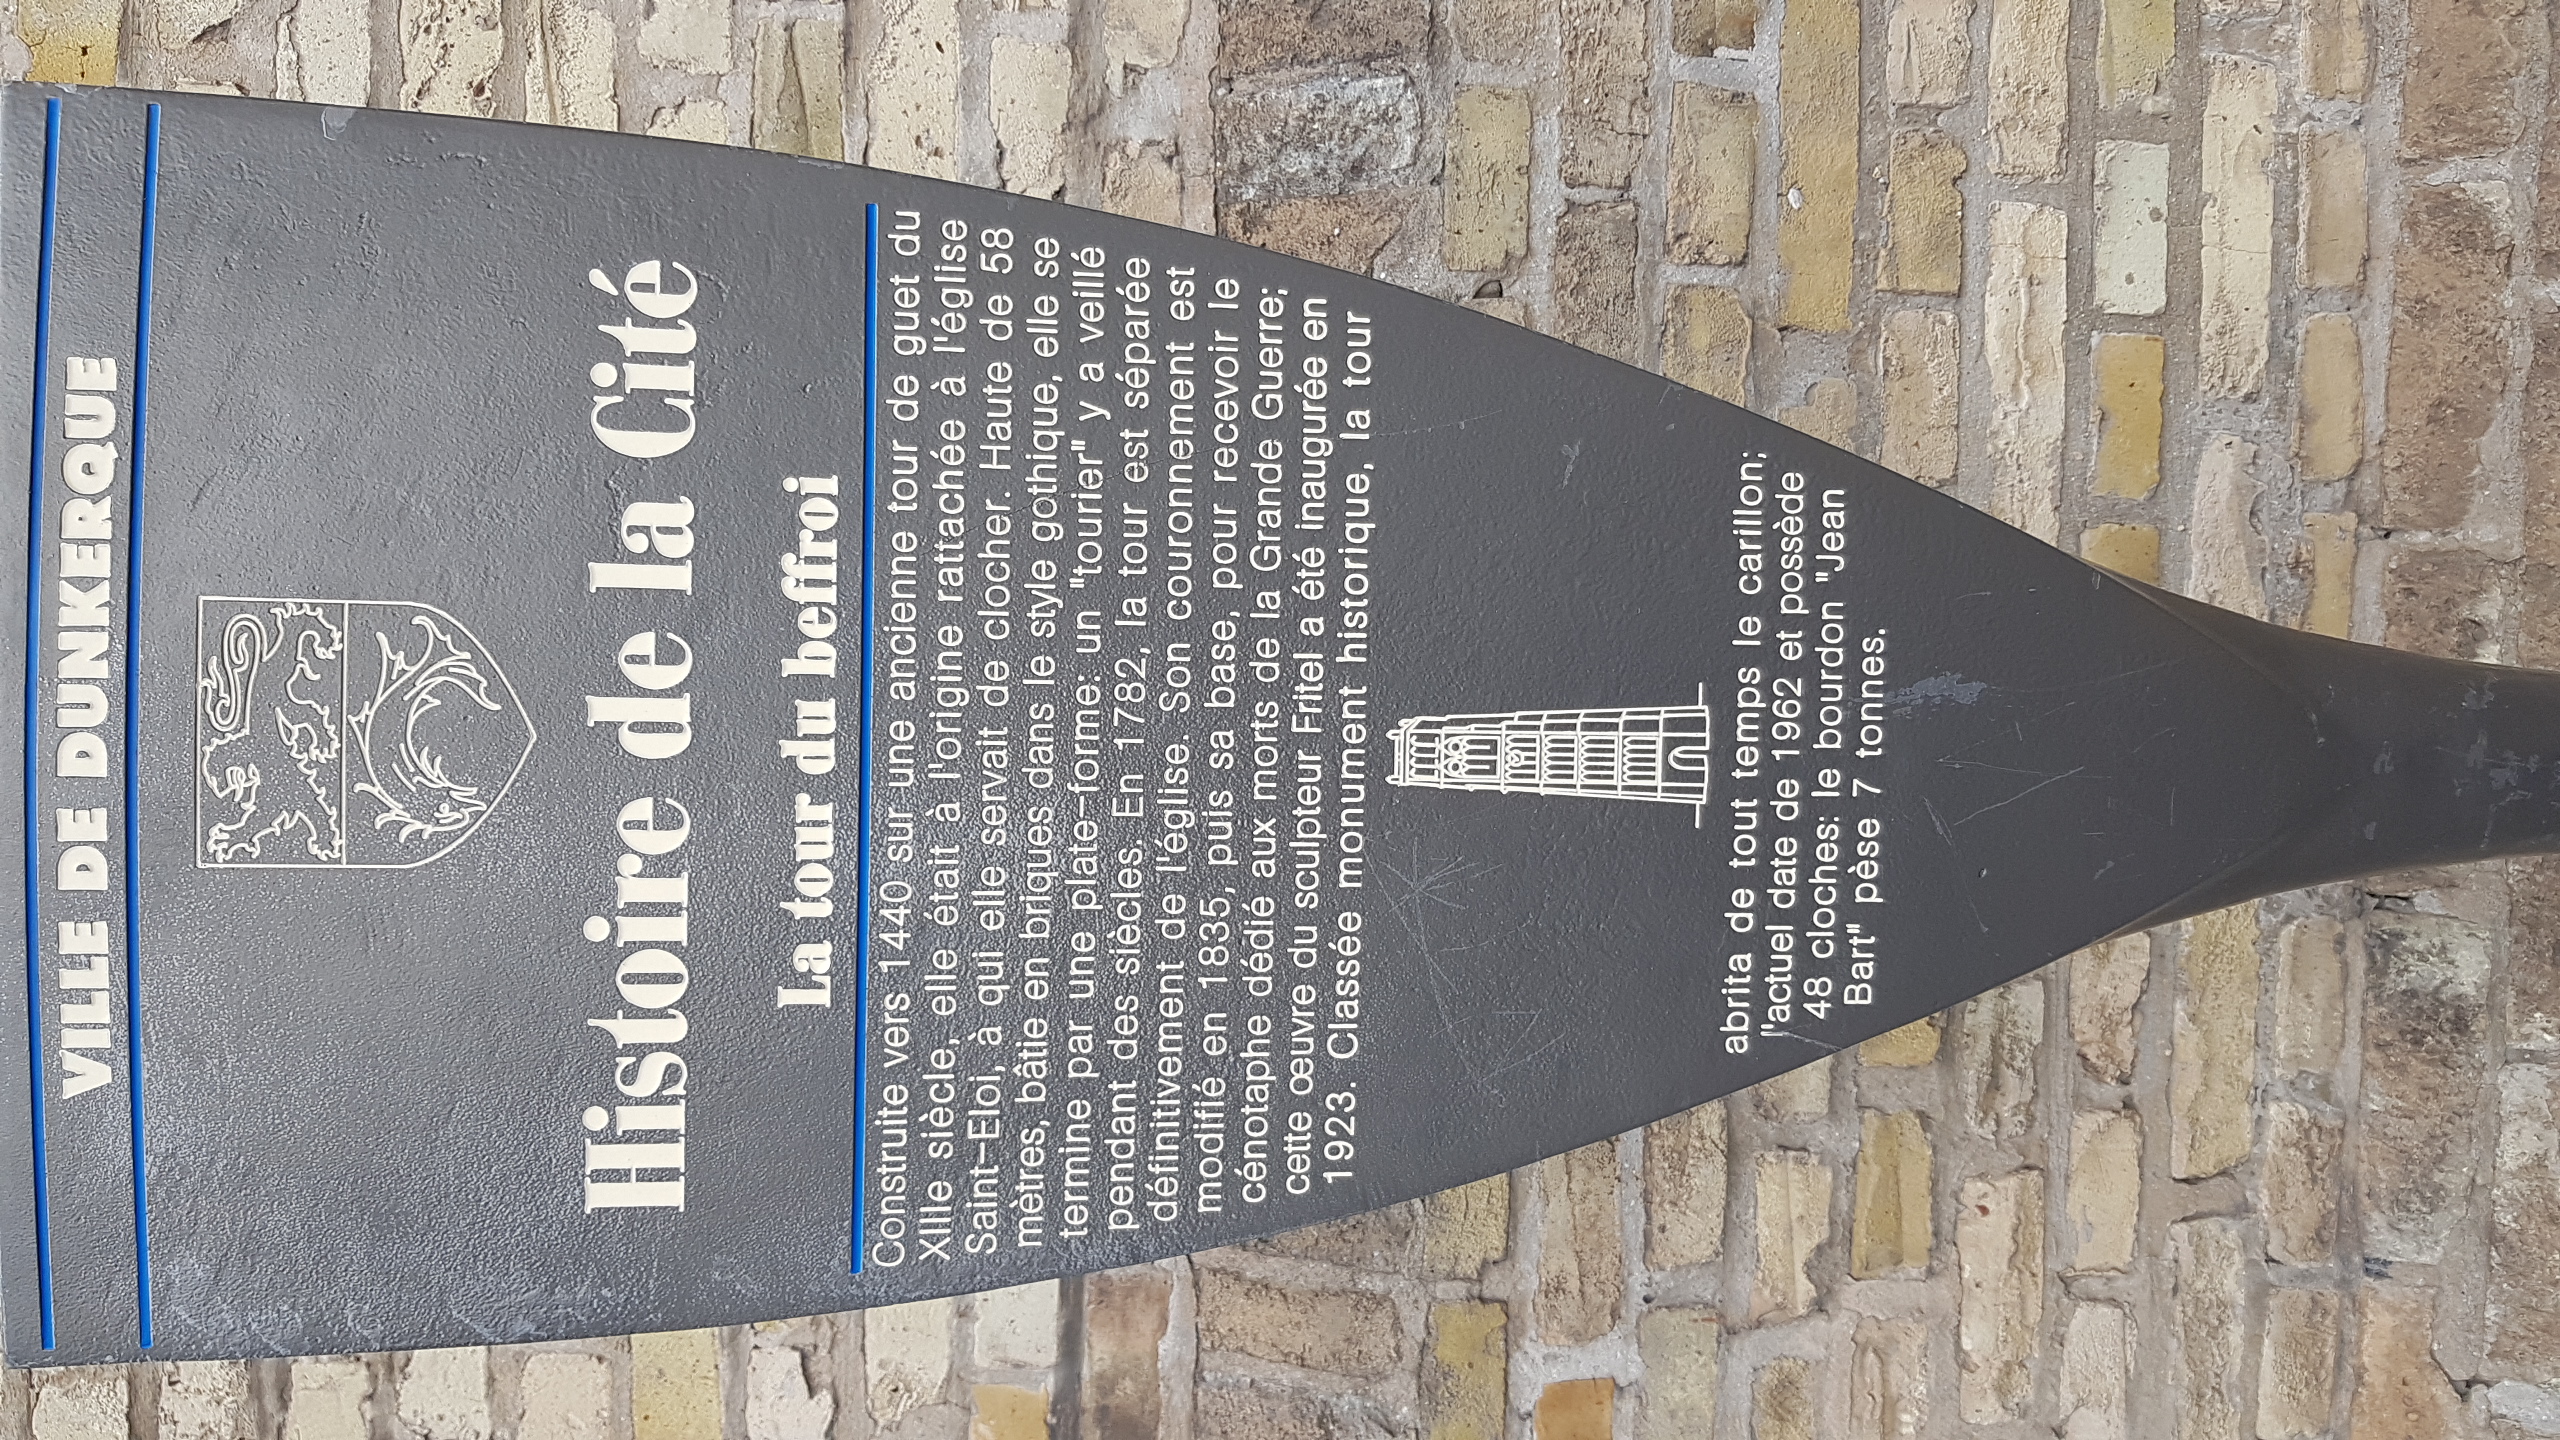 VILLE DE DUNKERQUE
Histoire de la Cité
La tour du beffroi
Construite vers 1440 sur une ancienne tour de guet du
XIIIe siècle, elle était à l'origine rattachée à l'église
Saint-Eloi, à qui elle servait de clocher. Haute de 58
mètres, bâtie en briques dans le style gothique, elle se
termine par une plate-forme: un "tourier" y a veillé
pendant des siècles. En 1782, la tour est séparée
définitivement de l'église. Son couronnement est
modifié en 1835, puis sa base, pour recevoir le
cénotaphe dédié aux morts de la Grande Guerre;
cette œuvre du sculpteur Fritel a été inaugurée en
1923. Classée monument historique, la tour
abrita de tout temps le carillon;
l'actuel date de 1962 et possède
48 cloches: le bourdon "Jean
Bart" pèse 7 tonnes.